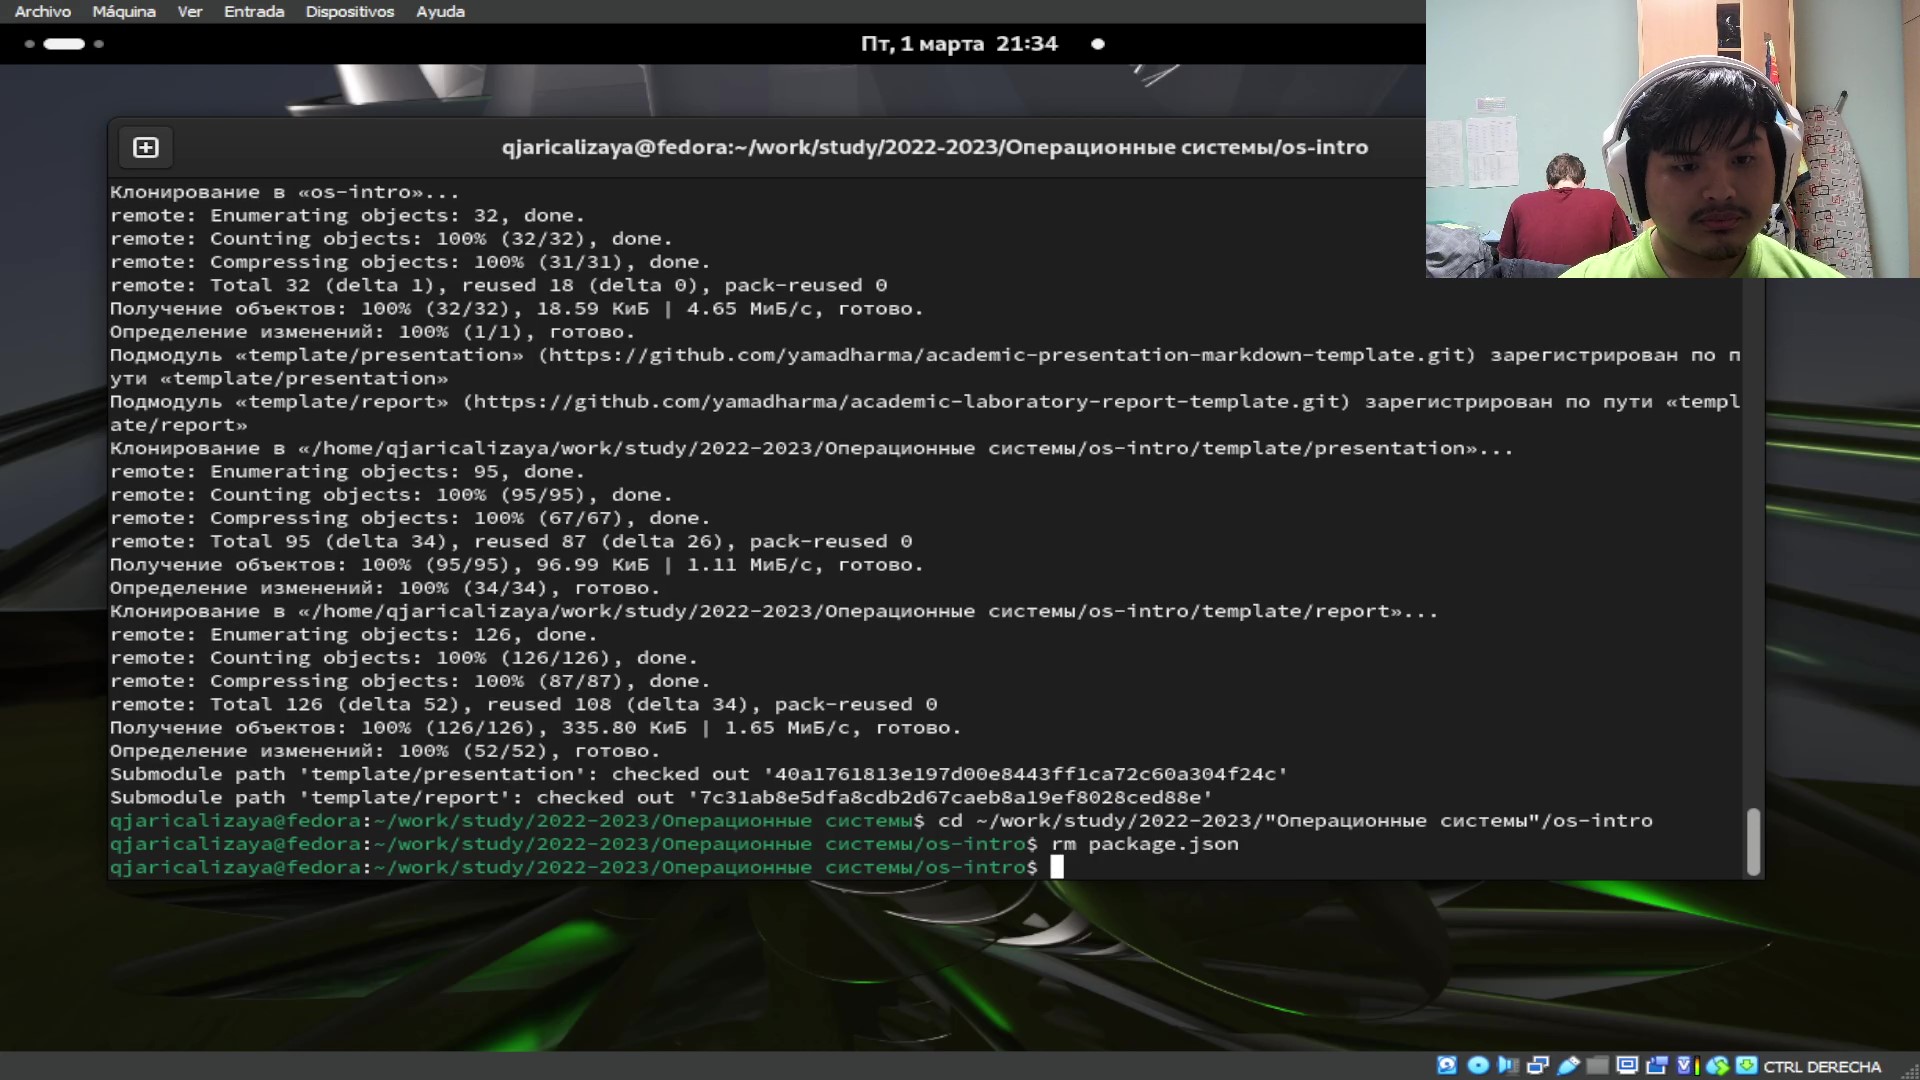 Archivo Máquina Ver Entrada Dispositivos Ayuda
Пт, 1 марта 21:34
qjaricalizaya@fedora:~/work/study/2022-2023/Операционные системы/os-intro
Клонирование в «os-intro»...
remote: Enumerating objects: 32, done.
remote: Counting objects: 100% (32/32), done.
remote: Compressing objects: 100% (31/31), done.
remote: Total 32 (delta 1), reused 18 (delta 0), pack-reused 0
Получение объектов: 100% (32/32), 18.59 КиБ | 4.65 МиБ/с, готово.
Определение изменений: 100% (1/1), готово.
Подмодуль «template/presentation» (https://github.com/yamadharma/academic-presentation-markdown-template.git) зарегистрирован по п
ути «template/presentation»
Подмодуль «template/report» (https://github.com/yamadharma/academic-laboratory-report-template.git) зарегистрирован по пути «templ
ate/report»
Клонирование в «/home/qjaricalizaya/work/study/2022-2023/Операционные системы/os-intro/template/presentation»...
remote: Enumerating objects: 95, done.
remote: Counting objects: 100% (95/95), done.
remote: Compressing objects: 100% (67/67), done.
remote: Total 95 (delta 34), reused 87 (delta 26), pack-reused 0
Получение объектов: 100% (95/95), 96.99 КиБ | 1.11 МиБ/с, готово.
Определение изменений: 100% (34/34), готово.
Клонирование в «/home/qjaricalizaya/work/study/2022-2023/Операционные системы/os-intro/template/report»...
remote: Enumerating objects: 126, done.
remote: Counting objects: 100% (126/126), done.
remote: Compressing objects: 100% (87/87), done.
remote: Total 126 (delta 52), reused 108 (delta 34), pack-reused 0
Получение объектов: 100% (126/126), 335.80 КиБ | 1.65 МиБ/с, готово.
Определение изменений: 100% (52/52), готово.
Submodule path 'template/presentation': checked out '40a1761813e197d00e8443ff1ca72c60a304f24c'
Submodule path 'template/report': checked out '7c31ab8e5dfa8cdb2d67caeb8a19ef8028ced88e'
qjaricalizaya@fedora:~/work/study/2022-2023/Операционные системы$ cd ~/work/study/2022-2023/"Операционные системы"/os-intro
qjaricalizaya@fedora:~/work/study/2022-2023/Операционные системы/os-intro$ rm package.json
qjaricalizaya@fedora:~/work/study/2022-2023/Операционные системы/os-intro$
CTRL DERECHA